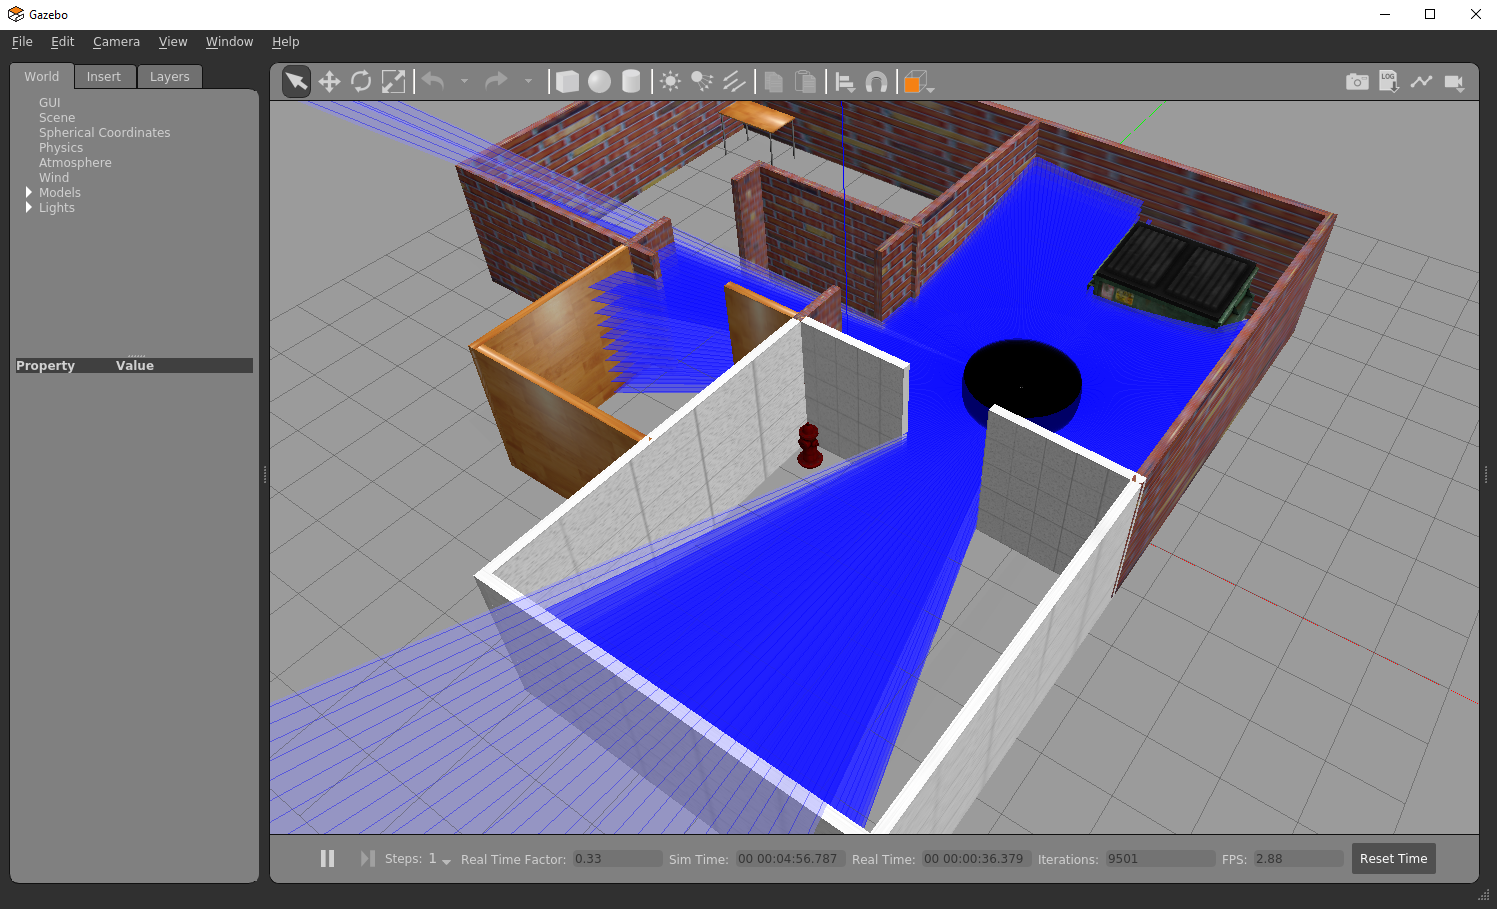 Gazebo
File Edit Camera View Window Help
World Insert Layers
GUI
Scene
Spherical Coordinates
Physics
Atmosphere
Wind
Models
Lights
Property Value
LOG
Steps: 1 Real Time Factor: 0.33 Sim Time: 00 00:04:56.787 Real Time: 00 00:00:36.379 Iterations: 9501 FPS: 2.88 Reset Time